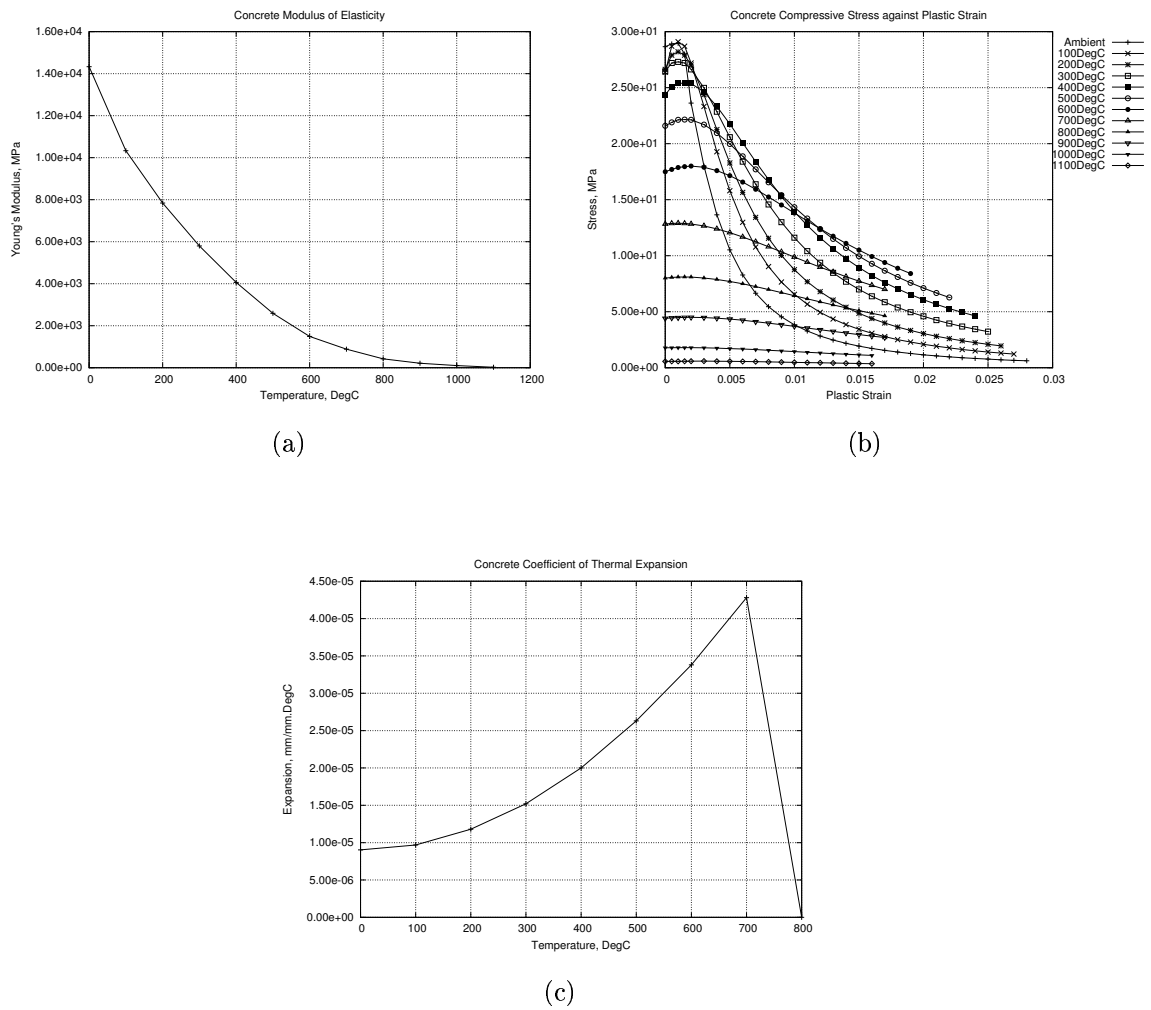 Concrete Modulus of Elasticity
1.60e+04
1.40e+04
1.20e+04
1.00e+04
8.00e+03
6.00e+03
4.00e+03
2.00e+03
0.00e+00
Young's Modulus, MPa
0 200 400 600 800 1000 1200
Temperature, DegC
(a)
Concrete Compressive Stress against Plastic Strain
3.00e+01
2.50e+01
2.00e+01
1.50e+01
1.00e+01
5.00e+00
0.00e+00
Stress, MPa
0 0.005 0.01 0.015 0.02 0.025 0.03
Plastic Strain
Ambient
100DegC
200DegC
300DegC
400DegC
500DegC
600DegC
700DegC
800DegC
900DegC
1000DegC
1100DegC
(b)
Concrete Coefficient of Thermal Expansion
4.50e-05
4.00e-05
3.50e-05
3.00e-05
2.50e-05
2.00e-05
1.50e-05
1.00e-05
5.00e-06
0.00e+00
Expansion, mm/mm.DegC
0 100 200 300 400 500 600 700 800
Temperature, DegC
(c)